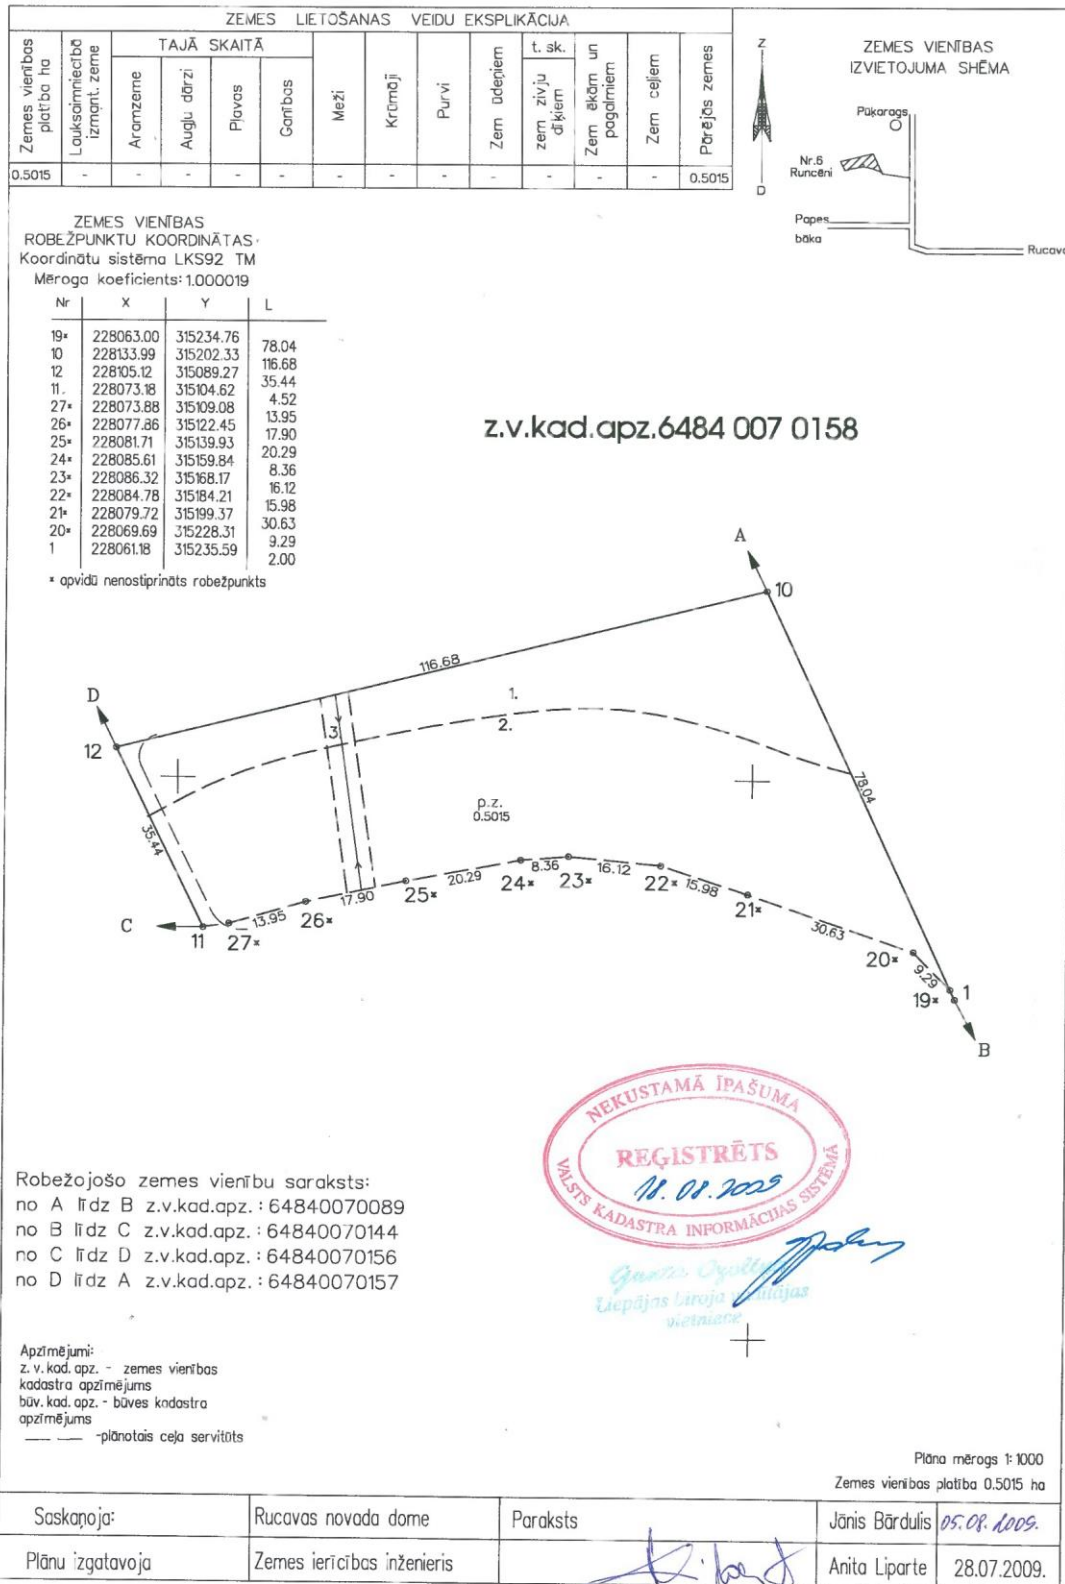 ZEMES LIETOŠANAS VEIDU EKSPLIKĀCIJA
Zemes vienības platība ha
Lauksaimniecībā izmant. zeme
TAJĀ SKAITĀ
Aramzeme
Augļu dārzi
Pļavas
Ganības
Meži
Krūmāji
Purvi
Zem ūdeņiem
t. sk.
zem zivju dīķiem
Zem ēkām un pagalmiem
Zem ceļiem
Pārējās zemes
0.5015 - - - - - - - - - - - - 0.5015
Z
D
ZEMES VIENĪBAS
IZVIETOJUMA SHĒMA
Pūkarags
Nr.6
Runcēni
Papes
bāka
Rucava
ZEMES VIENĪBAS
ROBEŽPUNKTU KOORDINĀTAS
Koordinātu sistēma LKS92 TM
Mēroga koeficients: 1.000019
Nr X Y L
19* 228063.00 315234.76
78.04
10 228133.99 315202.33
116.68
12 228105.12 315089.27
35.44
11. 228073.18 315104.62
4.52
27* 228073.88 315109.08
13.95
26* 228077.86 315122.45
17.90
25* 228081.71 315139.93
20.29
24* 228085.61 315159.84
8.36
23* 228086.32 315168.17
16.12
22* 228084.78 315184.21
15.98
21* 228079.72 315199.37
30.63
20* 228069.69 315228.31
9.29
1 228061.18 315235.59
2.00
* apvidū nenostiprināts robežpunkts
z.v.kad.apz.6484 007 0158
A
10
116.68
D
12
1.
2.
3.
78.04
p.z.
0.5015
35.44
C
11
27*
13.95
26*
17.90
25*
20.29
24*
8.36
23*
16.12
22*
15.98
21*
30.63
20*
9.29
19*
1
B
NEKUSTAMĀ ĪPAŠUMA
REĢISTRĒTS
18.08.2009
VALSTS KADASTRA INFORMĀCIJAS SISTĒMĀ
Liepājas biroja
vietniece
Robežojošo zemes vienību saraksts:
no A līdz B z.v.kad.apz. : 64840070089
no B līdz C z.v.kad.apz. : 64840070144
no C līdz D z.v.kad.apz. : 64840070156
no D līdz A z.v.kad.apz. : 64840070157
Apzīmējumi:
z. v. kad. apz. - zemes vienības
kadastra apzīmējums
būv. kad. apz. - būves kadastra
apzīmējums
-plānotais ceļa servitūts
Plāna mērogs 1:1000
Zemes vienības platība 0.5015 ha
Saskaņoja: Rucavas novada dome Paraksts Jānis Bārdulis 05.08.2009.
Plānu izgatavoja Zemes ierīcības inženieris Anita Liparte 28.07.2009.